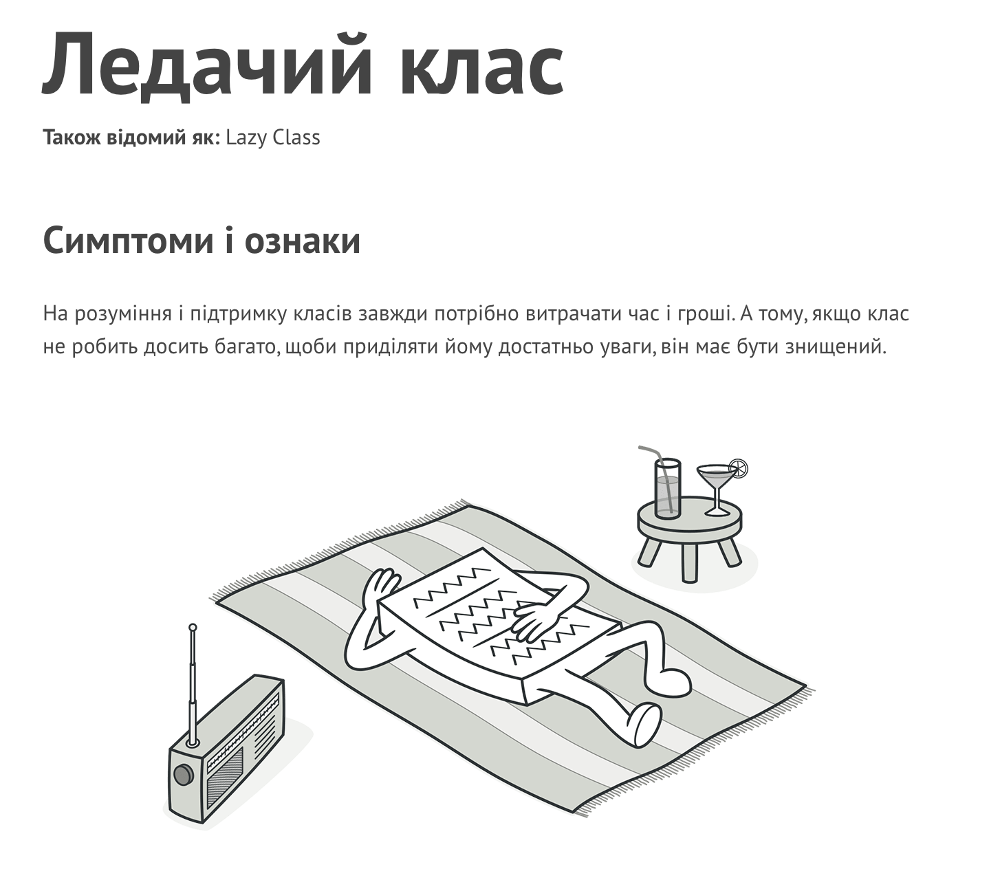 Ледачий клас
Також відомий як: Lazy Class
Симптоми і ознаки
На розуміння і підтримку класів завжди потрібно витрачати час і гроші. А тому, якщо клас
не робить досить багато, щоби приділяти йому достатньо уваги, він має бути знищений.